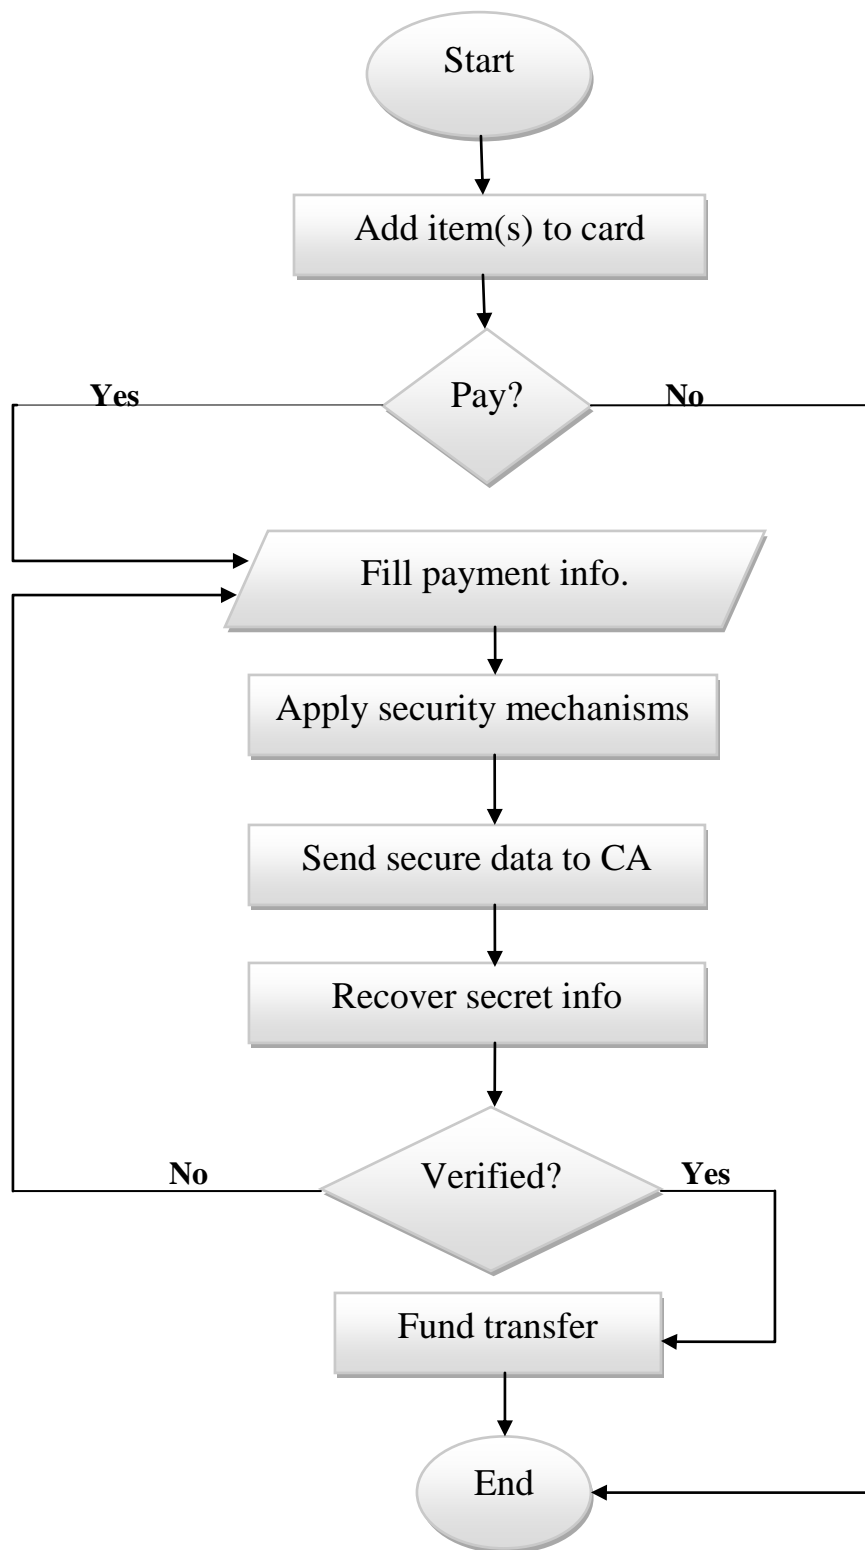 Start
Add item(s) to card
Pay?
Yes
No
Fill payment info.
Apply security mechanisms
Send secure data to CA
Recover secret info
Verified?
No
Yes
Fund transfer
End